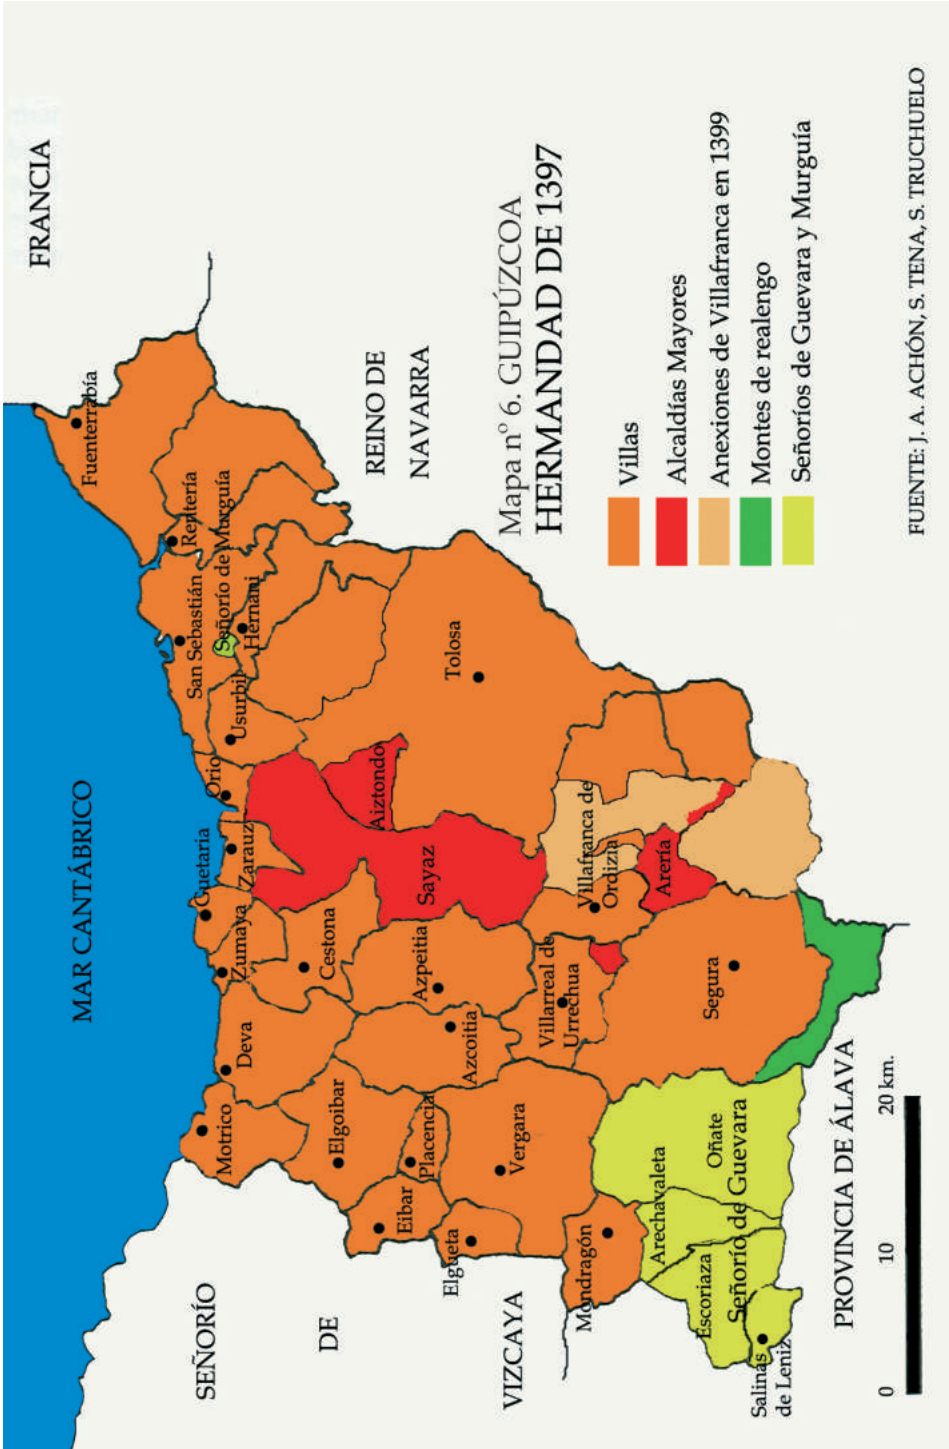 MAR CANTÁBRICO
FRANCIA
SEÑORÍO
DE
VIZCAYA
REINO DE
NAVARRA
PROVINCIA DE ÁLAVA
Motrico
Deva
Zumaya
Guetaria
Zarauz
Orio
Usurbil
San Sebastián
Señorío de Murguía
Hernani
Rentería
Fuenterrabía
Elgoibar
Eibar
Placencia
Elgueta
Vergara
Mondragón
Cestona
Azpeitia
Azcoitia
Sayaz
Aiztondo
Tolosa
Villarreal de
Urrechua
Villafranca de
Ordizia
Arería
Segura
Arechavaleta
Oñate
Escoriaza
Señorío de Guevara
Salinas
de Leniz
0 10 20 km.
Mapa nº 6. GUIPÚZCOA
HERMANDAD DE 1397
Villas
Alcaldías Mayores
Anexiones de Villafranca en 1399
Montes de realengo
Señoríos de Guevara y Murguía
FUENTE: J. A. ACHÓN, S. TENA, S. TRUCHUELO